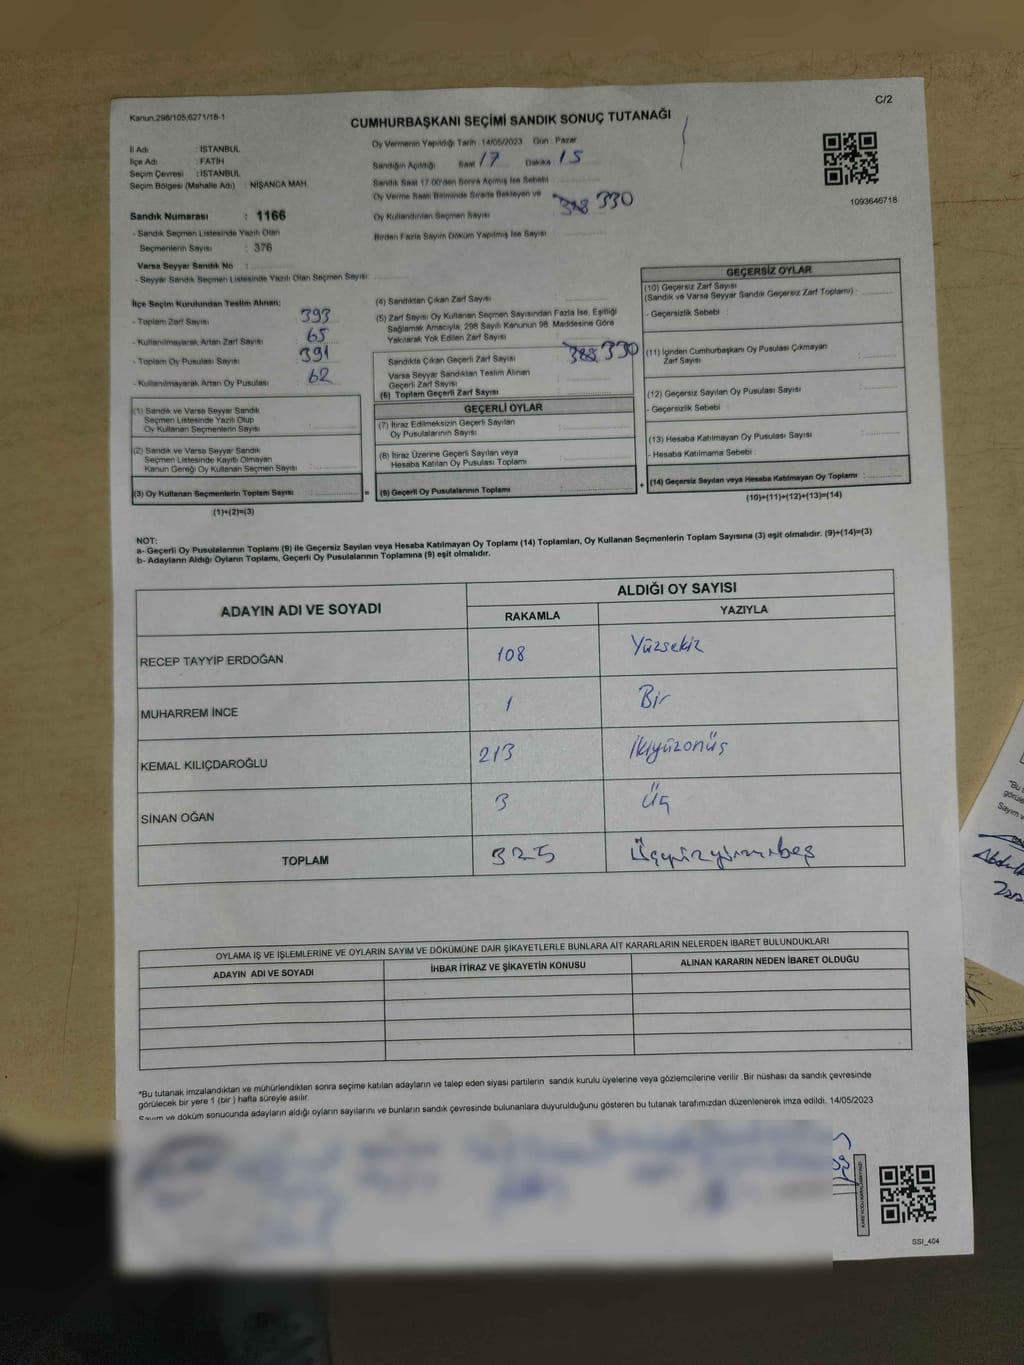 Kanun,298/105,6271/18-1
C/2
CUMHURBAŞKANI SEÇİMİ SANDIK SONUÇ TUTANAĞI
İl Adı : İSTANBUL
İlçe Adı : FATİH
Seçim Çevresi : İSTANBUL
Seçim Bölgesi (Mahalle Adı) : NİŞANCA MAH.
Oy Vermenin Yapıldığı Tarih : 14/05/2023 Gün : Pazar
Sandığın Açıldığı Saat 17 Dakika 15
Sandık Saat 17.00'den Sonra Açılmış İse Sebebi :
Oy Verme Saati Bitiminde Sırada Bekleyen ve
Oy Kullandırılan Seçmen Sayısı 328 330
Birden Fazla Sayım Döküm Yapılmış İse Sayısı
1093646718
Sandık Numarası : 1166
- Sandık Seçmen Listesinde Yazılı Olan
Seçmenlerin Sayısı : 376
Varsa Seyyar Sandık No :
- Seyyar Sandık Seçmen Listesinde Yazılı Olan Seçmen Sayısı:
İlçe Seçim Kurulundan Teslim Alınan;
- Toplam Zarf Sayısı : 393
- Kullanılmayarak Artan Zarf Sayısı : 65
- Toplam Oy Pusulası Sayısı : 391
- Kullanılmayarak Artan Oy Pusulası : 62
(4) Sandıktan Çıkan Zarf Sayısı :
(5) Zarf Sayısı Oy Kullanan Seçmen Sayısından Fazla İse, Eşitliği
Sağlamak Amacıyla, 298 Sayılı Kanunun 98. Maddesine Göre
Yakılarak Yok Edilen Zarf Sayısı :
Sandıkta Çıkan Geçerli Zarf Sayısı : 328 330
Varsa Seyyar Sandıktan Teslim Alınan
Geçerli Zarf Sayısı :
(6) Toplam Geçerli Zarf Sayısı
GEÇERSİZ OYLAR
(10) Geçersiz Zarf Sayısı
(Sandık ve Varsa Seyyar Sandık Geçersiz Zarf Toplamı) :
- Geçersizlik Sebebi :
(11) İçinden Cumhurbaşkanı Oy Pusulası Çıkmayan
Zarf Sayısı
(12) Geçersiz Sayılan Oy Pusulası Sayısı :
- Geçersizlik Sebebi
(13) Hesaba Katılmayan Oy Pusulası Sayısı :
- Hesaba Katılmama Sebebi
(14) Geçersiz Sayılan veya Hesaba Katılmayan Oy Toplamı :
(10)+(11)+(12)+(13)=(14)
(1) Sandık ve Varsa Seyyar Sandık
Seçmen Listesinde Yazılı Olup
Oy Kullanan Seçmenlerin Sayısı :
(2) Sandık ve Varsa Seyyar Sandık
Seçmen Listesinde Kayıtlı Olmayan
Kanun Gereği Oy Kullanan Seçmen Sayısı :
(3) Oy Kullanan Seçmenlerin Toplam Sayısı :
(1)+(2)=(3)
=
GEÇERLİ OYLAR
(7) İtiraz Edilmeksizin Geçerli Sayılan
Oy Pusulalarının Sayısı :
(8) İtiraz Üzerine Geçerli Sayılan veya
Hesaba Katılan Oy Pusulası Toplamı :
(9) Geçerli Oy Pusulalarının Toplamı :
+
NOT:
a- Geçerli Oy Pusulalarının Toplamı (9) ile Geçersiz Sayılan veya Hesaba Katılmayan Oy Toplamı (14) Toplamları, Oy Kullanan Seçmenlerin Toplam Sayısına (3) eşit olmalıdır. (9)+(14)=(3)
b- Adayların Aldığı Oyların Toplamı, Geçerli Oy Pusulalarının Toplamına (9) eşit olmalıdır.
ADAYIN ADI VE SOYADI
ALDIĞI OY SAYISI
RAKAMLA YAZIYLA
RECEP TAYYİP ERDOĞAN 108 Yüzsekiz
MUHARREM İNCE 1 Bir
KEMAL KILIÇDAROĞLU 213 İkiyüzonüç
SİNAN OĞAN 3 Üç
TOPLAM 325 Üçyüzyirmibeş
OYLAMA İŞ VE İŞLEMLERİNE VE OYLARIN SAYIM VE DÖKÜMÜNE DAİR ŞİKAYETLERLE BUNLARA AİT KARARLARIN NELERDEN İBARET BULUNDUKLARI
ADAYIN ADI VE SOYADI İHBAR İTİRAZ VE ŞİKAYETİN KONUSU ALINAN KARARIN NEDEN İBARET OLDUĞU
*Bu tutanak imzalandıktan ve mühürlendikten sonra seçime katılan adayların ve talep eden siyasi partilerin sandık kurulu üyelerine veya gözlemcilerine verilir. Bir nüshası da sandık çevresinde
görülecek bir yere 1 (bir) hafta süreyle asılır.
Sayım ve döküm sonucunda adayların aldığı oyların sayılarını ve bunların sandık çevresinde bulunanlara duyurulduğunu gösteren bu tutanak tarafımızdan düzenlenerek imza edildi. 14/05/2023
SSI_404